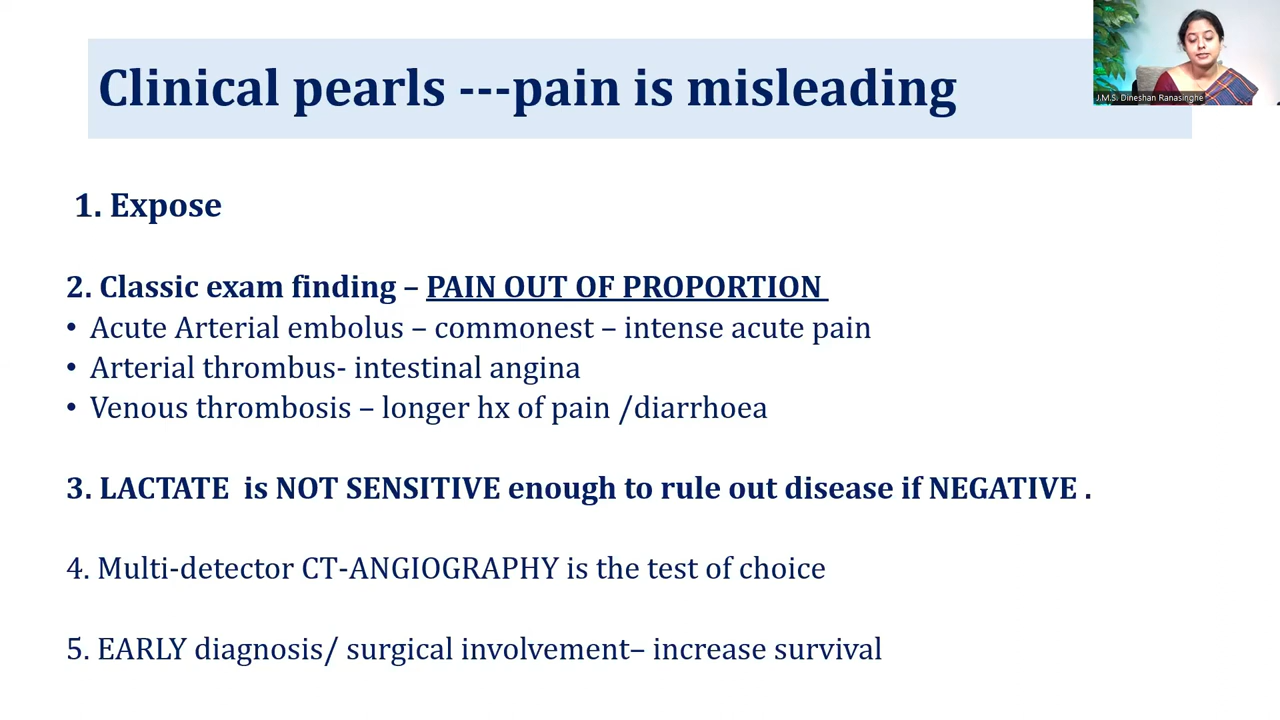 Clinical pearls ---pain is misleading
J.M.S. Dineshan Ranasinghe
1. Expose
2. Classic exam finding – PAIN OUT OF PROPORTION
• Acute Arterial embolus – commonest – intense acute pain
• Arterial thrombus- intestinal angina
• Venous thrombosis – longer hx of pain /diarrhoea
3. LACTATE is NOT SENSITIVE enough to rule out disease if NEGATIVE .
4. Multi-detector CT-ANGIOGRAPHY is the test of choice
5. EARLY diagnosis/ surgical involvement– increase survival